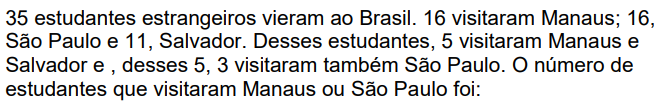 35 estudantes estrangeiros vieram ao Brasil. 16 visitaram Manaus; 16,
São Paulo e 11, Salvador. Desses estudantes, 5 visitaram Manaus e
Salvador e , desses 5, 3 visitaram também São Paulo. O número de
estudantes que visitaram Manaus ou São Paulo foi: